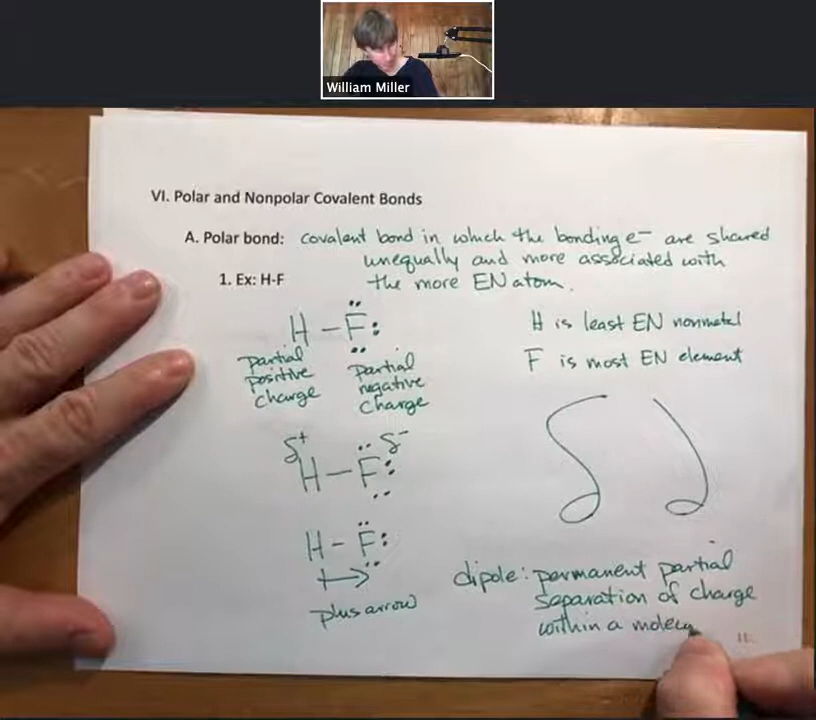 William Miller
VI. Polar and Nonpolar Covalent Bonds
A. Polar bond: covalent bond in which the bonding e⁻ are shared
unequally and more associated with
1. Ex: H-F the more EN atom.
H – F
H is least EN nonmetal
F is most EN element
partial positive charge
Partial negative charge
δ⁺ H – F δ⁻
δ
H – F
plus arrow
dipole: permanent partial
separation of charge
within a molecu
11